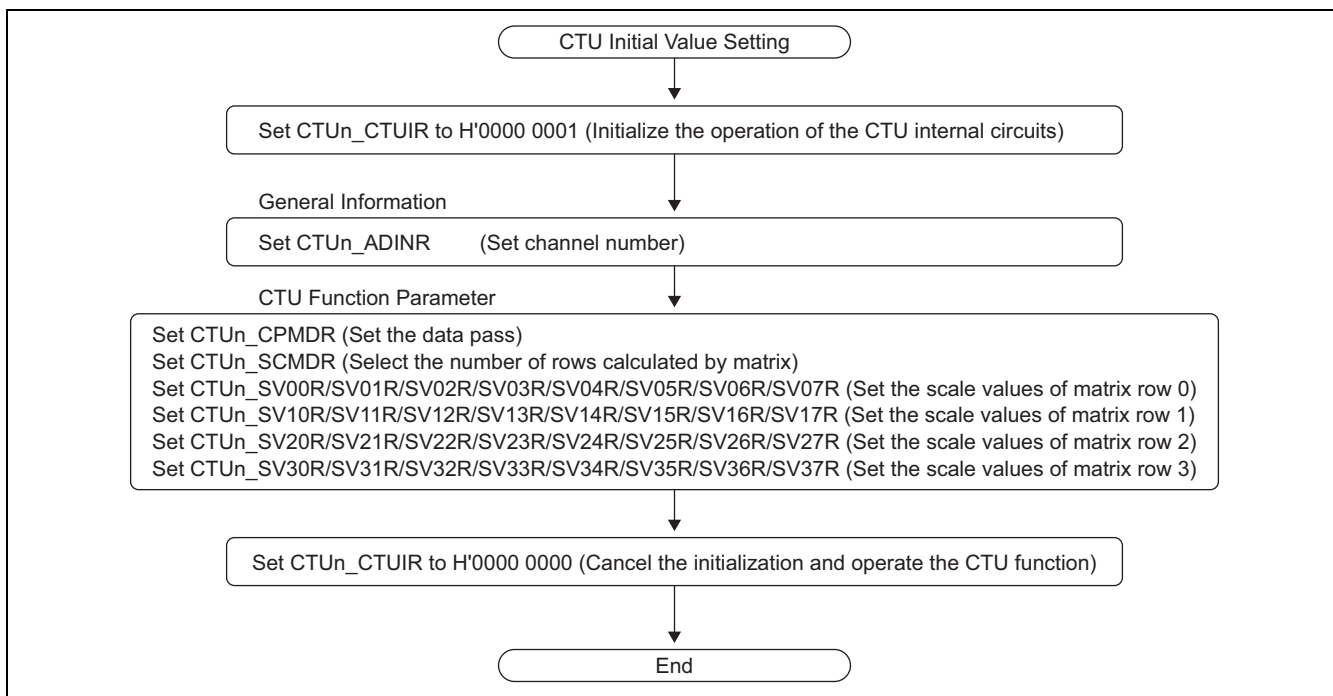 CTU Initial Value Setting
Set CTUn_CTUIR to H'0000 0001 (Initialize the operation of the CTU internal circuits)
General Information
Set CTUn_ADINR (Set channel number)
CTU Function Parameter
Set CTUn_CPMDR (Set the data pass)
Set CTUn_SCMDR (Select the number of rows calculated by matrix)
Set CTUn_SV00R/SV01R/SV02R/SV03R/SV04R/SV05R/SV06R/SV07R (Set the scale values of matrix row 0)
Set CTUn_SV10R/SV11R/SV12R/SV13R/SV14R/SV15R/SV16R/SV17R (Set the scale values of matrix row 1)
Set CTUn_SV20R/SV21R/SV22R/SV23R/SV24R/SV25R/SV26R/SV27R (Set the scale values of matrix row 2)
Set CTUn_SV30R/SV31R/SV32R/SV33R/SV34R/SV35R/SV36R/SV37R (Set the scale values of matrix row 3)
Set CTUn_CTUIR to H'0000 0000 (Cancel the initialization and operate the CTU function)
End